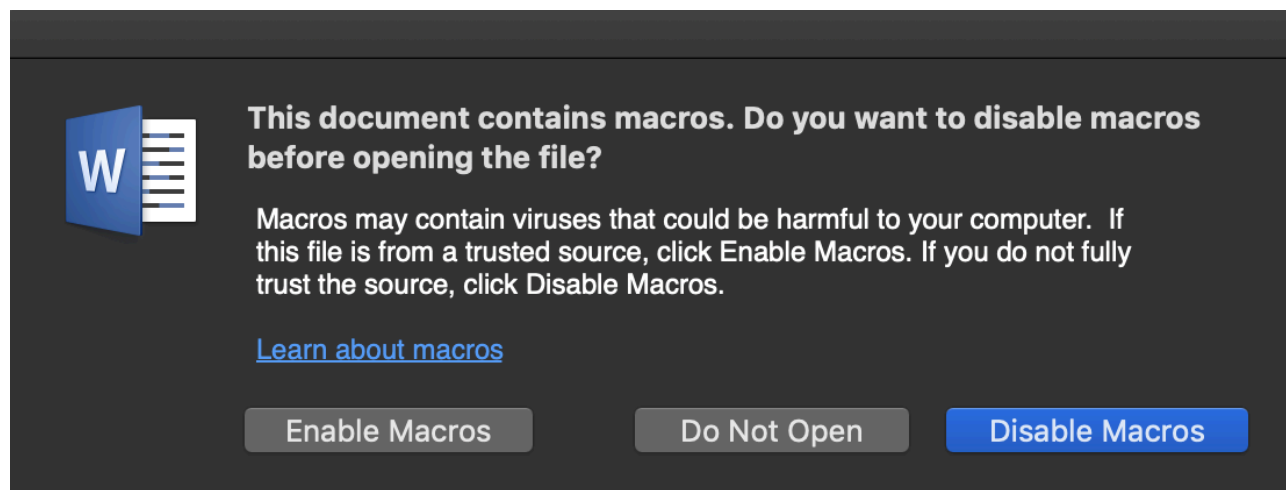 W
This document contains macros. Do you want to disable macros
before opening the file?
Macros may contain viruses that could be harmful to your computer.  If
this file is from a trusted source, click Enable Macros. If you do not fully
trust the source, click Disable Macros.
Learn about macros
Enable Macros
Do Not Open
Disable Macros